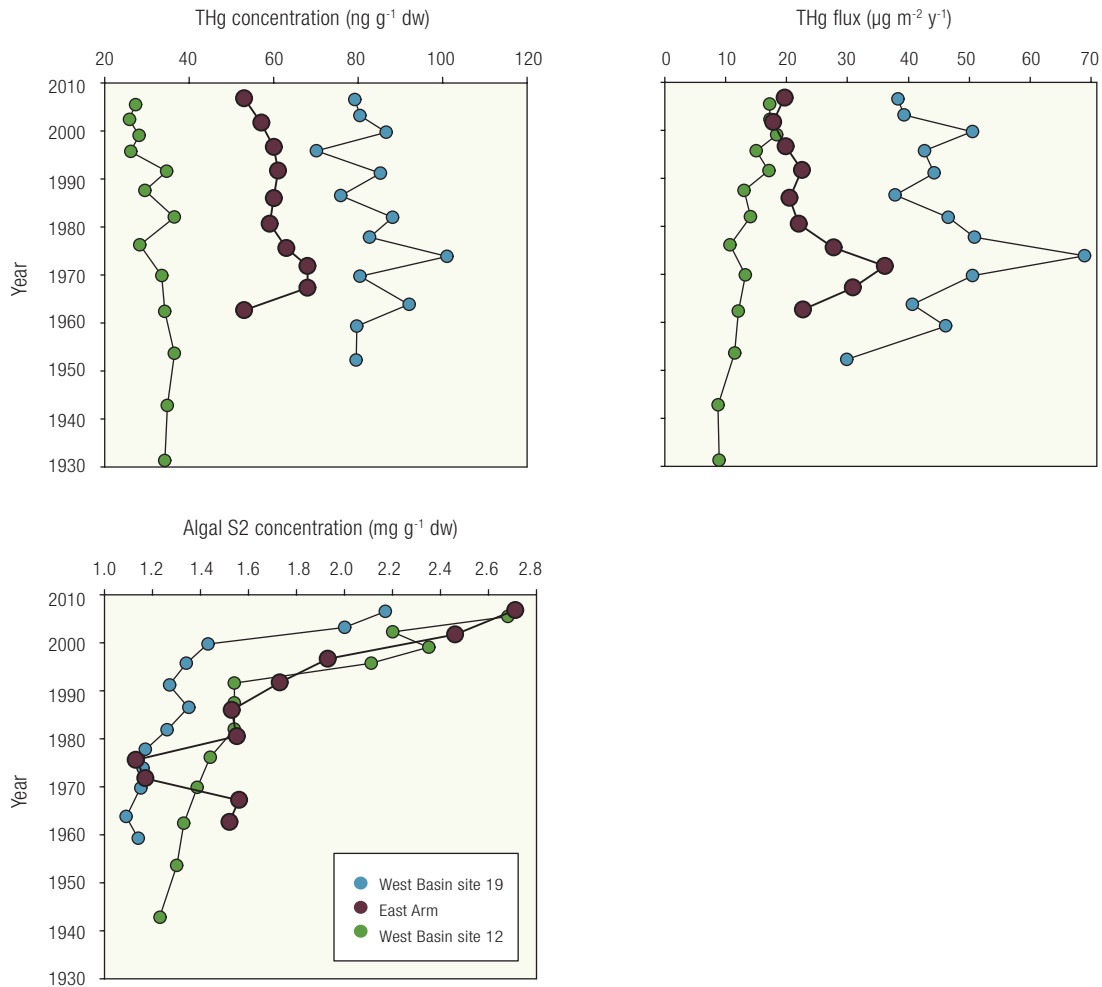 THg concentration (ng g⁻¹ dw)
20 40 60 80 100 120
2010
2000
1990
1980
1970
1960
1950
1940
1930
Year
THg flux (µg m⁻² y⁻¹)
0 10 20 30 40 50 60 70
Algal S2 concentration (mg g⁻¹ dw)
1.0 1.2 1.4 1.6 1.8 2.0 2.2 2.4 2.6 2.8
2010
2000
1990
1980
1970
1960
1950
1940
1930
Year
West Basin site 19
East Arm
West Basin site 12